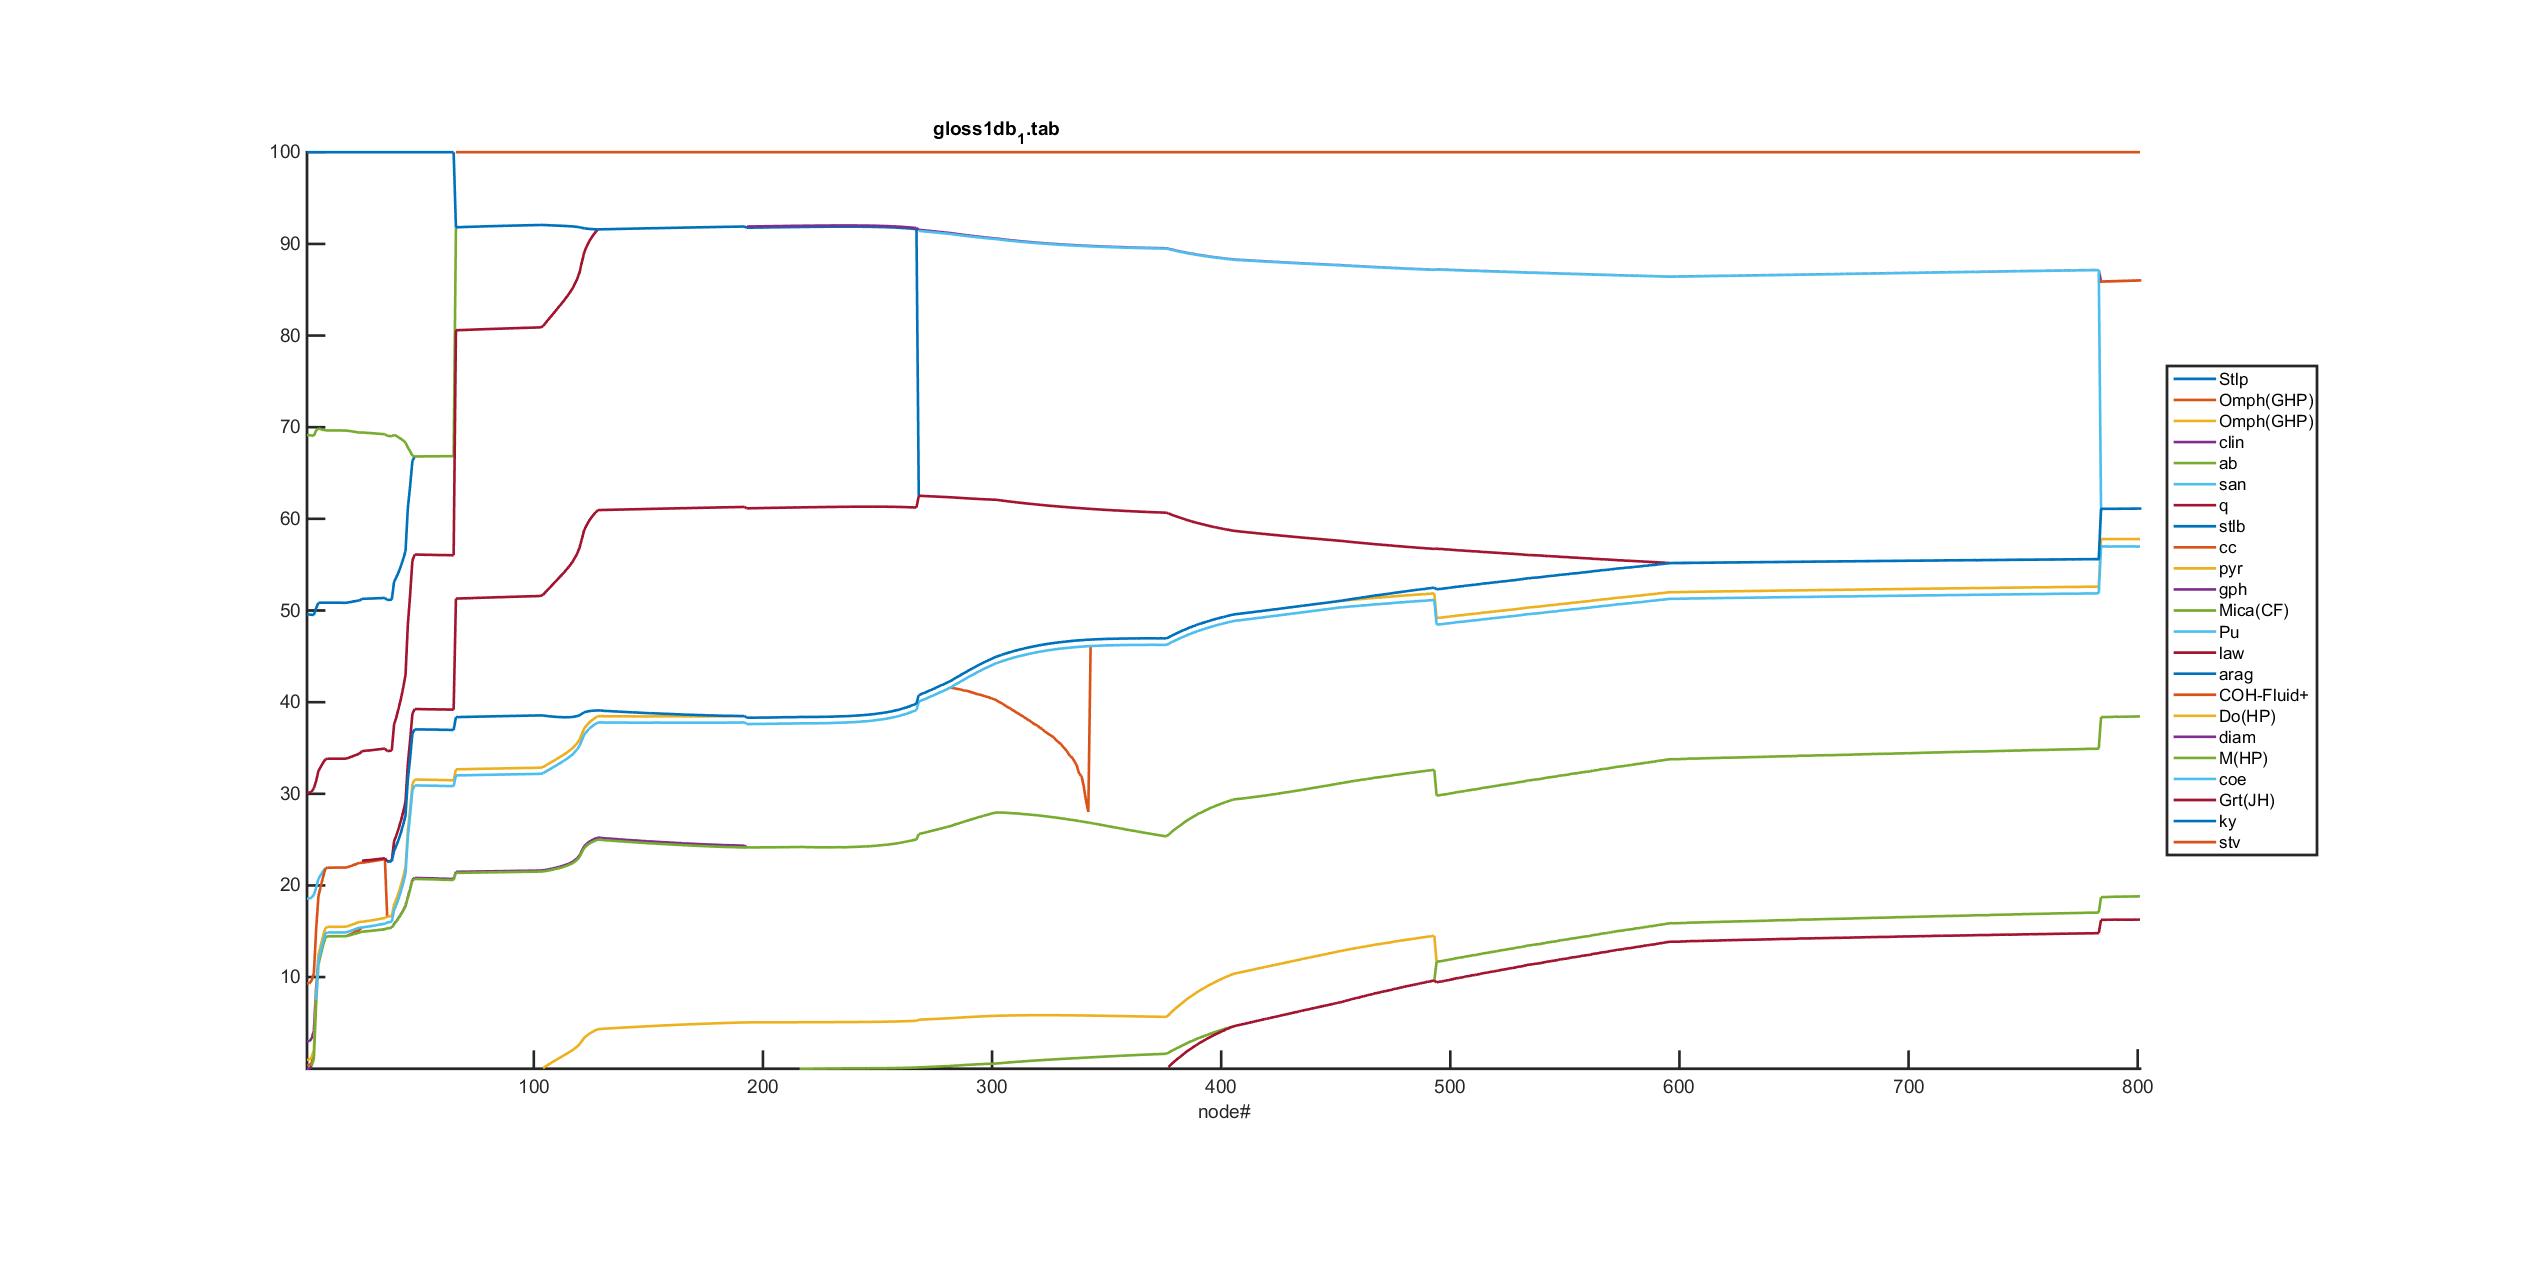 gloss1db1.tab
100
90
80
70
60
50
40
30
20
10
100 200 300 400 500 600 700 800
node#
Stlp
Omph(GHP)
Omph(GHP)
clin
ab
san
q
stlb
cc
pyr
gph
Mica(CF)
Pu
law
arag
COH-Fluid+
Do(HP)
diam
M(HP)
coe
Grt(JH)
ky
stv